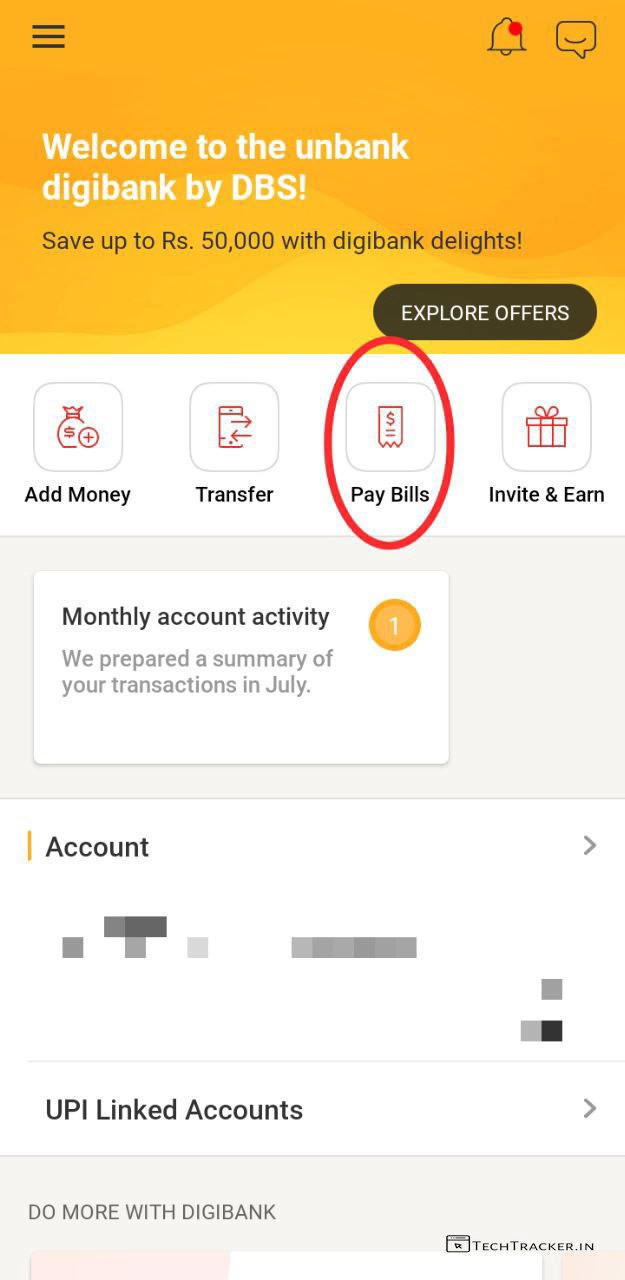 Welcome to the unbank
digibank by DBS!
Save up to Rs. 50,000 with digibank delights!
EXPLORE OFFERS
Add Money
Transfer
Pay Bills
Invite & Earn
Monthly account activity
1
We prepared a summary of
your transactions in July.
Account
UPI Linked Accounts
DO MORE WITH DIGIBANK
TECHTRACKER.IN